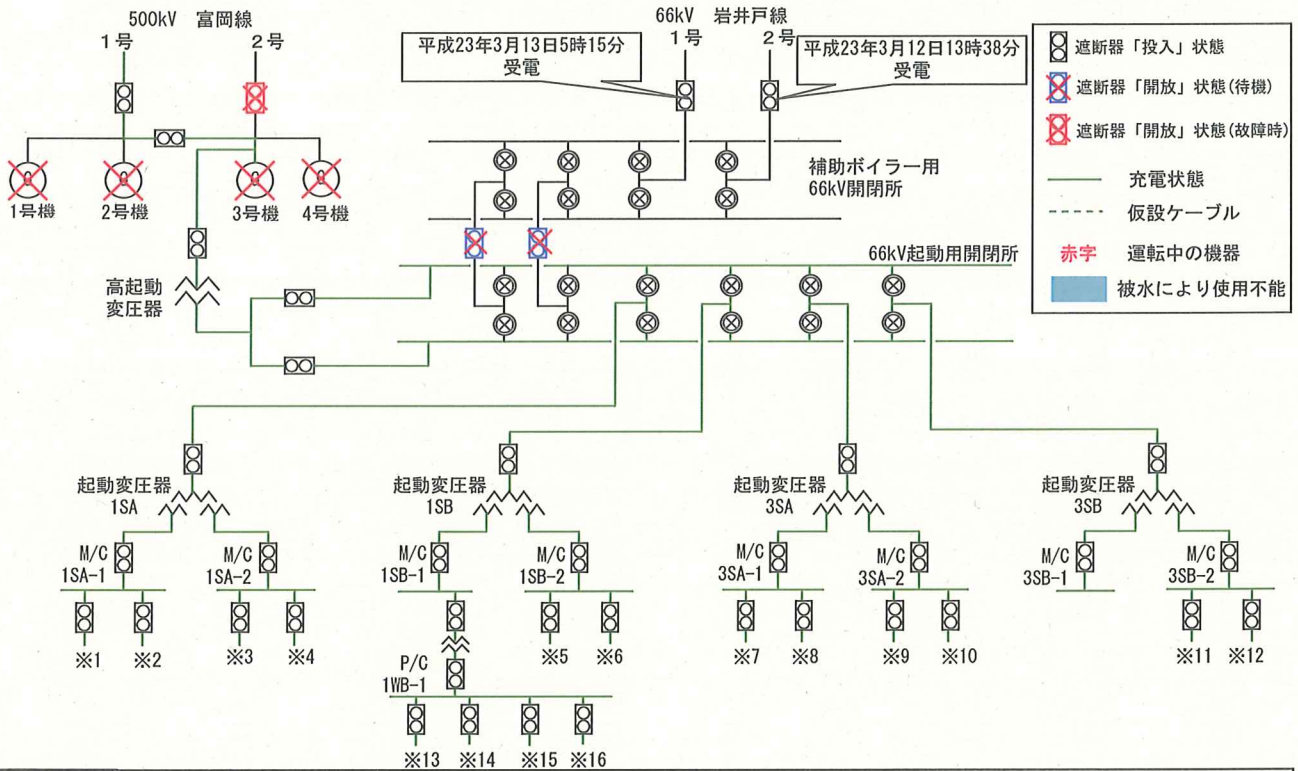 500kV 富岡線
1号 2号
66kV 岩井戸線
1号 2号
平成23年3月13日5時15分
受電
平成23年3月12日13時38分
受電
遮断器「投入」状態
遮断器「開放」状態(待機)
遮断器「開放」状態(故障時)
充電状態
仮設ケーブル
赤字 運転中の機器
被水により使用不能
1号機 2号機 3号機 4号機
補助ボイラー用
66kV開閉所
66kV起動用開閉所
高起動
変圧器
起動変圧器
1SA
起動変圧器
1SB
起動変圧器
3SA
起動変圧器
3SB
M/C
1SA-1
M/C
1SA-2
M/C
1SB-1
M/C
1SB-2
M/C
3SA-1
M/C
3SA-2
M/C
3SB-1
M/C
3SB-2
※1 ※2 ※3 ※4 ※5 ※6 ※7 ※8 ※9 ※10 ※11 ※12
P/C
1WB-1
※13 ※14 ※15 ※16